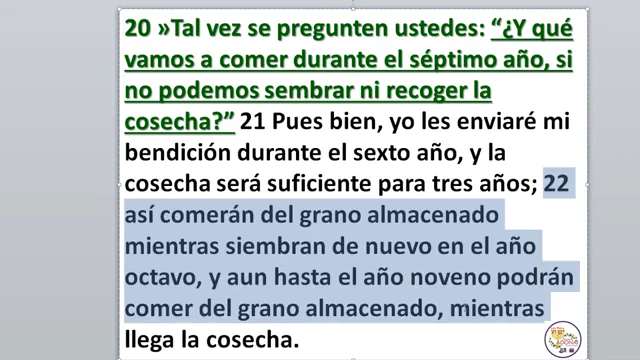 20 »Tal vez se pregunten ustedes: “¿Y qué
vamos a comer durante el séptimo año, si
no podemos sembrar ni recoger la
cosecha?” 21 Pues bien, yo les enviaré mi
bendición durante el sexto año, y la
cosecha será suficiente para tres años; 22
así comerán del grano almacenado
mientras siembran de nuevo en el año
octavo, y aun hasta el año noveno podrán
comer del grano almacenado, mientras
llega la cosecha.